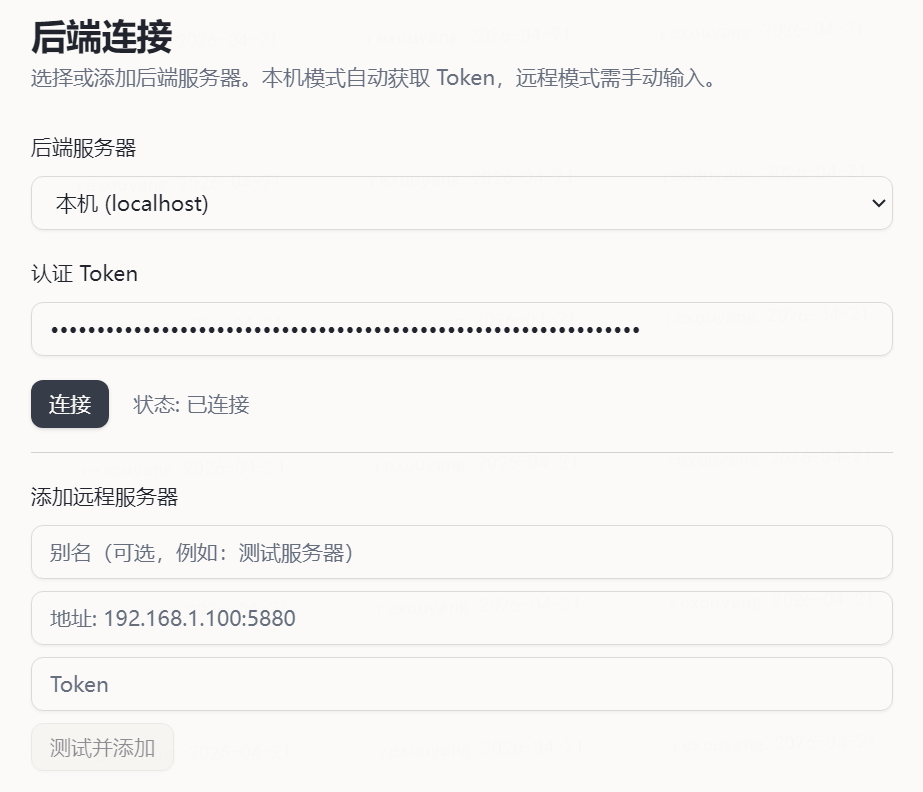 后端连接
选择或添加后端服务器。本机模式自动获取 Token，远程模式需手动输入。
后端服务器
本机 (localhost)
认证 Token
连接
状态: 已连接
添加远程服务器
别名（可选，例如：测试服务器）
地址: 192.168.1.100:5880
Token
测试并添加